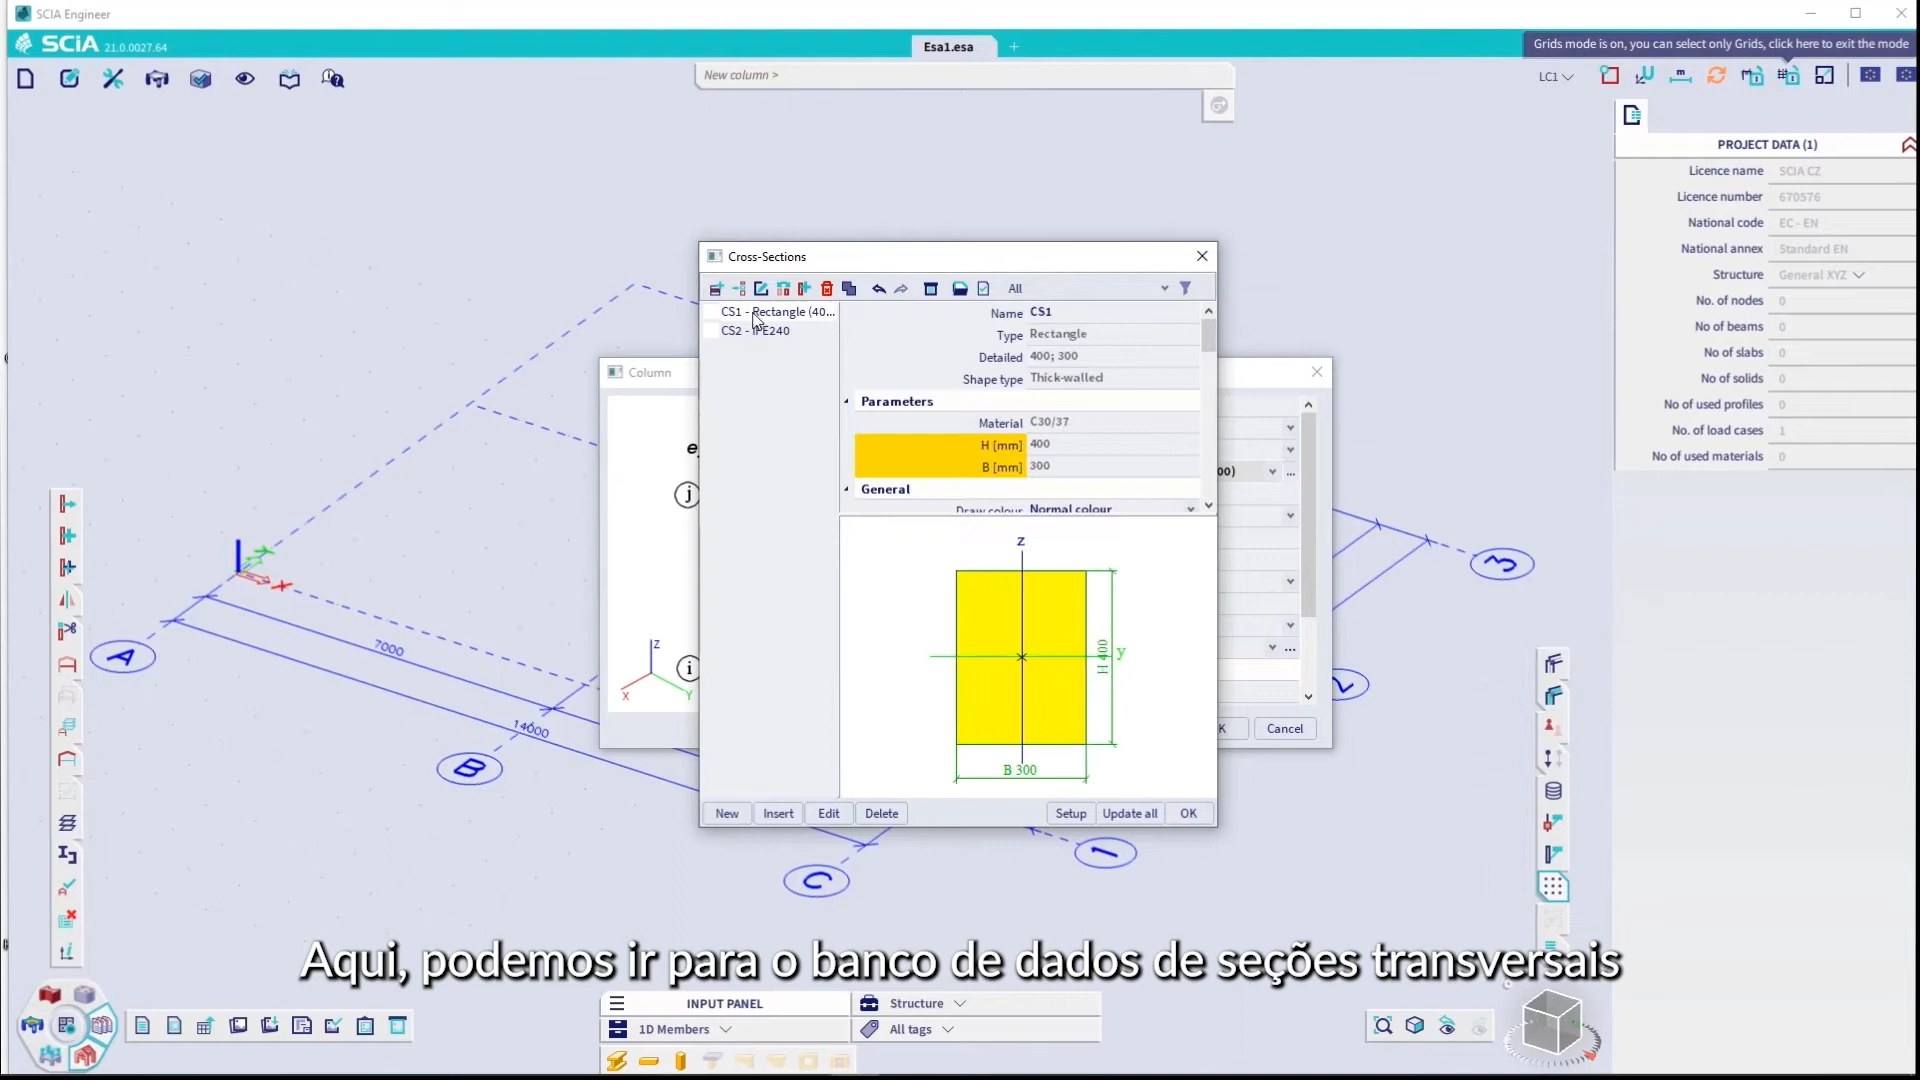 SCIA Engineer
SCiA 21.0.0027.64
Esa1.esa
Grids mode is on, you can select only Grids, click here to exit the mode
New column >
LC1
PROJECT DATA (1)
Licence name SCIA CZ
Licence number 670576
National code EC - EN
National annex Standard EN
Structure General XYZ
No. of nodes 0
No of beams 0
No of slabs 0
No of solids 0
No of used profiles 0
No. of load cases 1
No of used materials 0
Cross-Sections
All
CS1 - Rectangle (40...
CS2 - IPE240
Name CS1
Type Rectangle
Detailed 400; 300
Shape type Thick-walled
Parameters
Material C30/37
H [mm] 400
B [mm] 300
General
Draw colour Normal colour
Column
j
i
Z
X
Y
00)
...
...
K
Cancel
z
y
H 400
B 300
New
Insert
Edit
Delete
Setup
Update all
OK
x
A
B
C
1
2
3
7000
14000
Aqui, podemos ir para o banco de dados de seções transversais
INPUT PANEL
Structure
1D Members
All tags